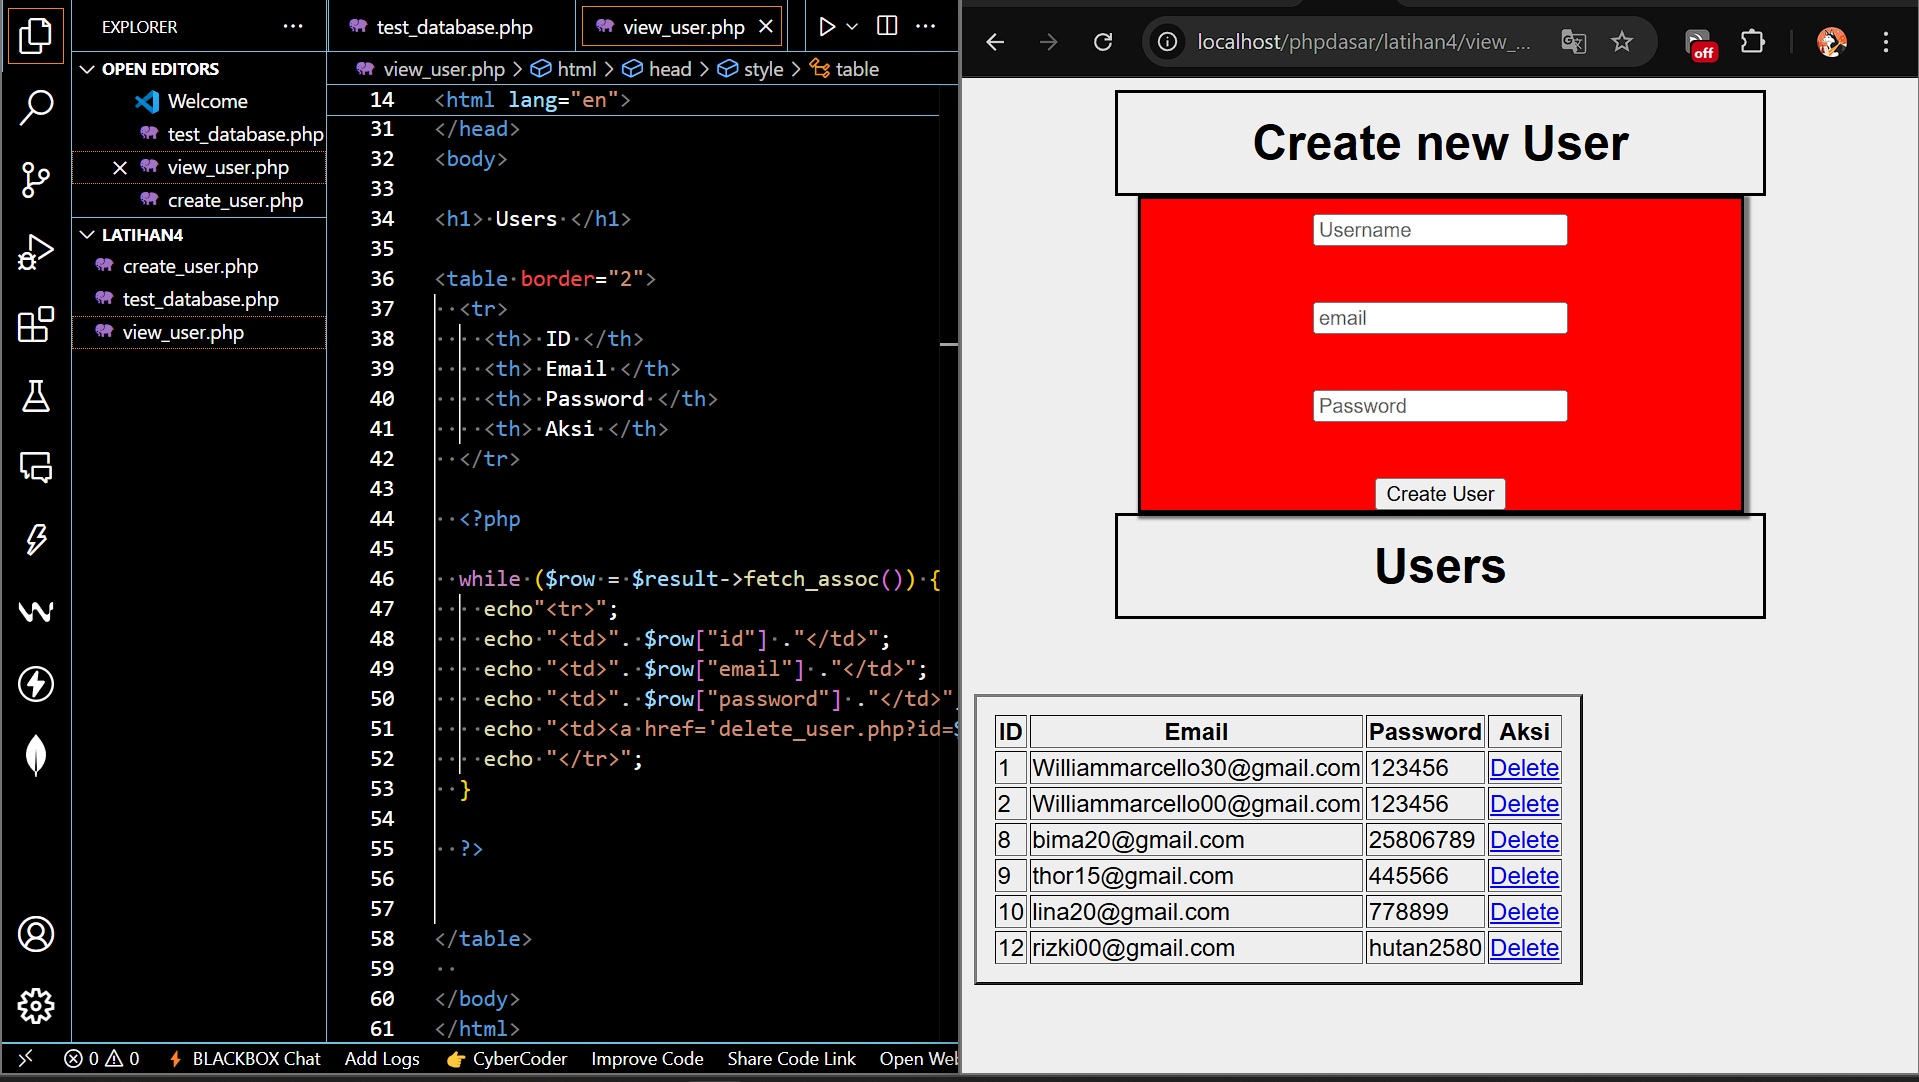 EXPLORER
OPEN EDITORS
Welcome
test_database.php
view_user.php
create_user.php
LATIHAN4
create_user.php
test_database.php
view_user.php
test_database.php
view_user.php
view_user.php > html > head > style > table
14 <html lang="en">
31 </head>
32 <body>
33
34 <h1> Users </h1>
35
36 <table border="2">
37 <tr>
38 <th> ID </th>
39 <th> Email </th>
40 <th> Password </th>
41 <th> Aksi </th>
42 </tr>
43
44 <?php
45
46 while ($row = $result->fetch_assoc()) {
47 echo"<tr>";
48 echo "<td>". $row["id"] ."</td>";
49 echo "<td>". $row["email"] ."</td>";
50 echo "<td>". $row["password"] ."</td>"
51 echo "<td><a href='delete_user.php?id=$
52 echo "</tr>";
53 }
54
55 ?>
56
57
58 </table>
59
60 </body>
61 </html>
0 0 BLACKBOX Chat Add Logs CyberCoder Improve Code Share Code Link Open Web
localhost/phpdasar/latihan4/view_...
off
Create new User
Username
email
Password
Create User
Users
ID Email Password Aksi
1 Williammarcello30@gmail.com 123456 Delete
2 Williammarcello00@gmail.com 123456 Delete
8 bima20@gmail.com 25806789 Delete
9 thor15@gmail.com 445566 Delete
10 lina20@gmail.com 778899 Delete
12 rizki00@gmail.com hutan2580 Delete